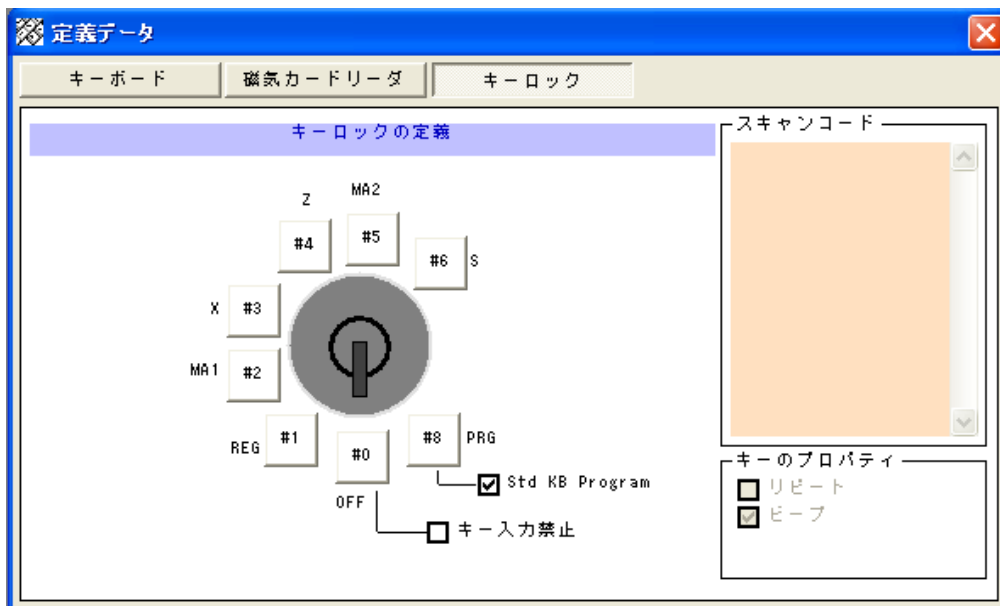 定義データ
キーボード 磁気カードリーダ キーロック
キーロックの定義
スキャンコード
Z MA2
#4 #5 #6 S
X #3
MA1 #2
REG #1 #0 #8 PRG
OFF
Std KB Program
キー入力禁止
キーのプロパティ
リピート
ビープ